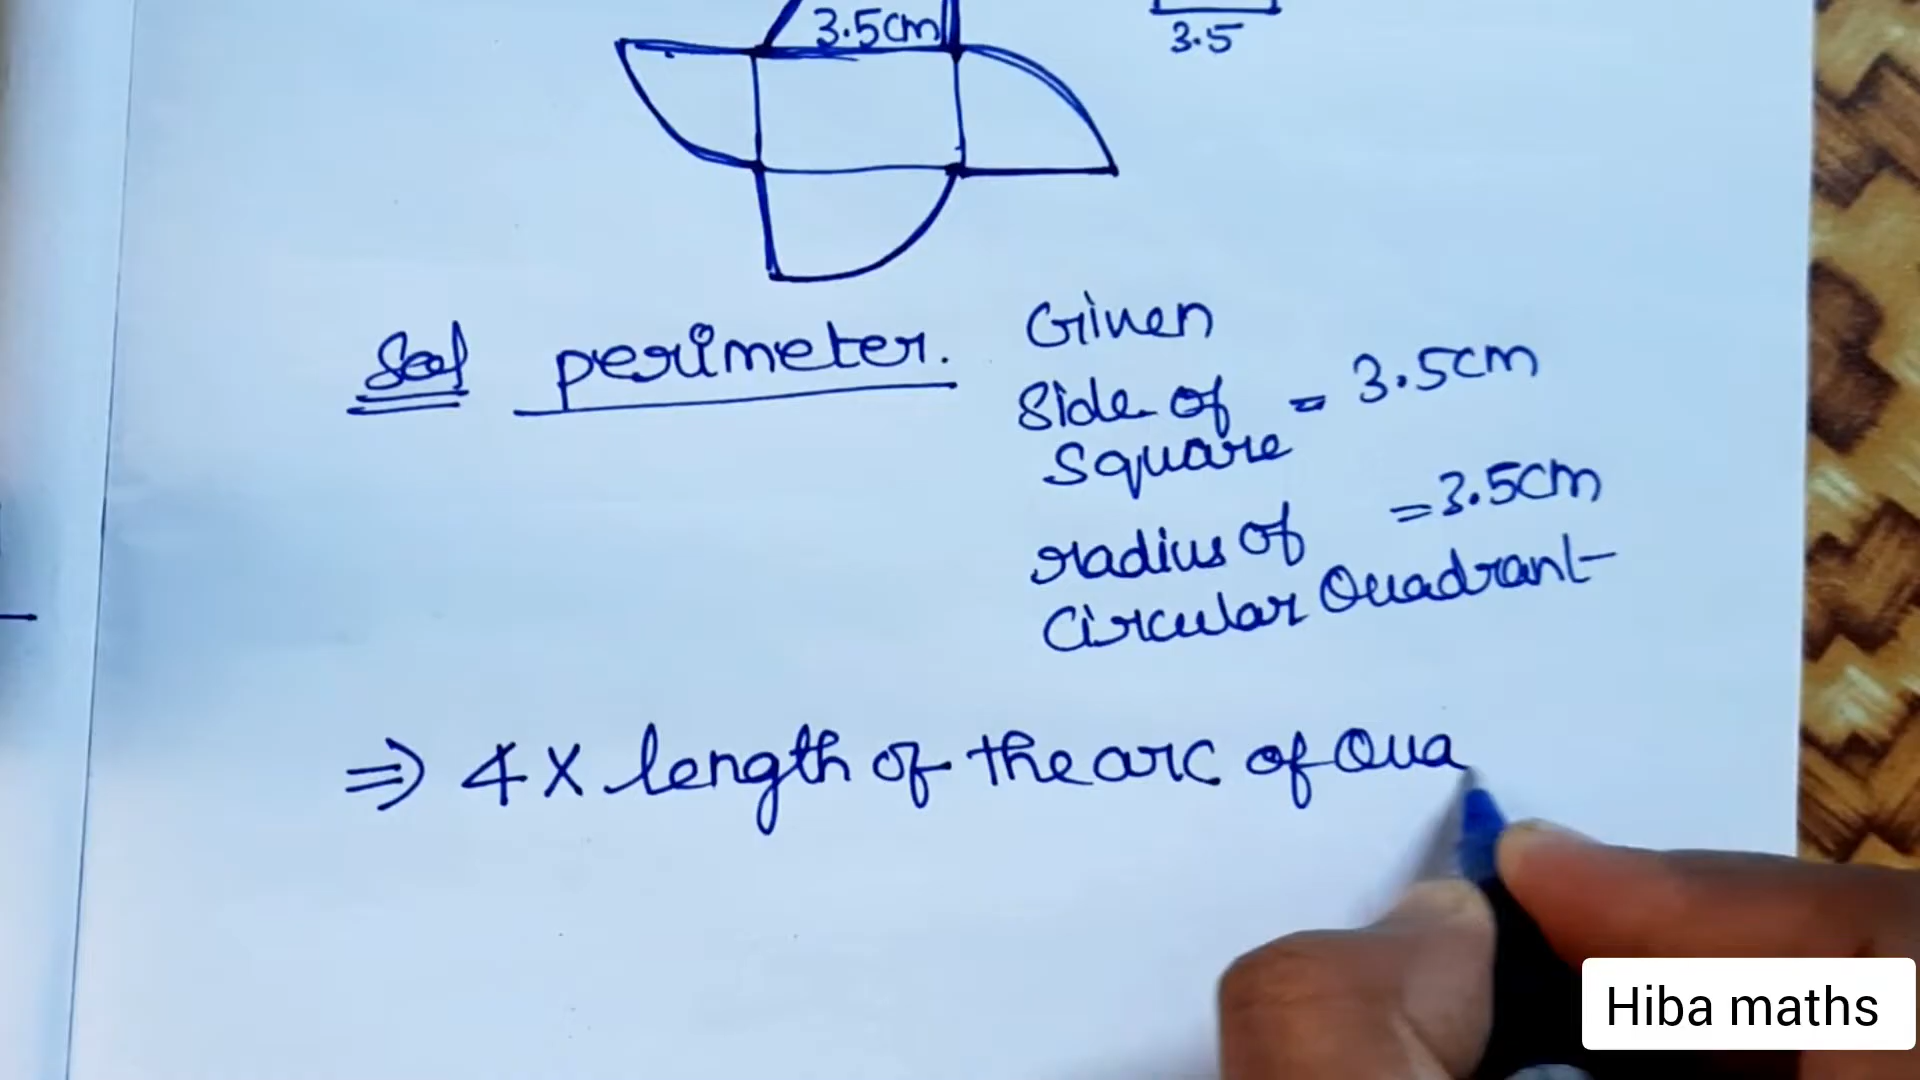 3.5cm
3.5
Sol perimeter.
Given
Side of = 3.5cm
Square
radius of = 3.5cm
Circular Quadrant
⇒ 4 X length of the arc of Qua
Hiba maths